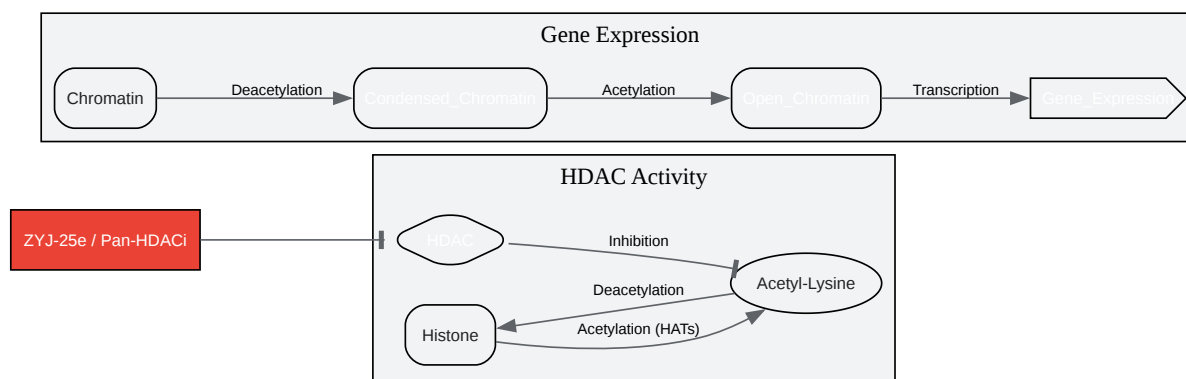 Gene Expression
Chromatin
Deacetylation
Condensed_Chromatin
Acetylation
Open_Chromatin
Transcription
Gene_Expression
HDAC Activity
ZYJ-25e / Pan-HDACi
HDAC
Inhibition
Acetyl-Lysine
Deacetylation
Histone
Acetylation (HATs)